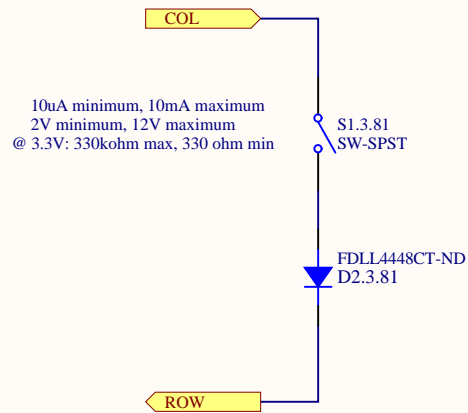 COL
10uA minimum, 10mA maximum
2V minimum, 12V maximum
@ 3.3V: 330kohm max, 330 ohm min
S1.3.81
SW-SPST
FDLL4448CT-ND
D2.3.81
ROW